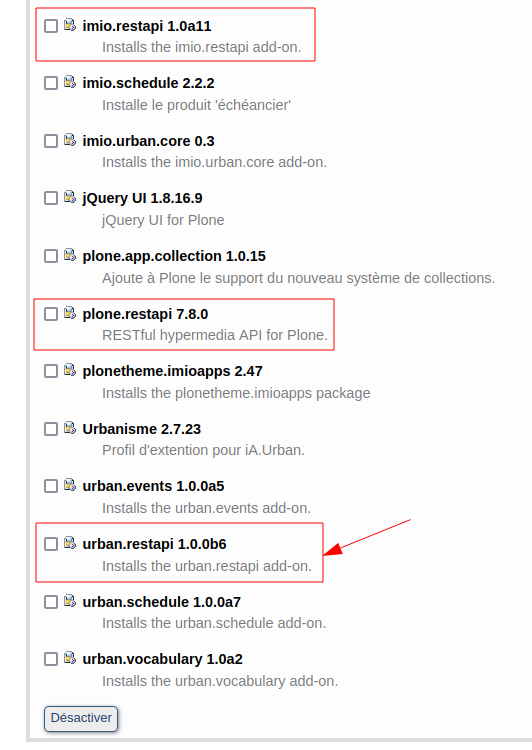 imio.restapi 1.0a11
Installs the imio.restapi add-on.
imio.schedule 2.2.2
Installe le produit 'échéancier'
imio.urban.core 0.3
Installs the imio.urban.core add-on.
jQuery UI 1.8.16.9
jQuery UI for Plone
plone.app.collection 1.0.15
Ajoute à Plone le support du nouveau système de collections.
plone.restapi 7.8.0
RESTful hypermedia API for Plone.
plonetheme.imioapps 2.47
Installs the plonetheme.imioapps package
Urbanisme 2.7.23
Profil d'extention pour iA.Urban.
urban.events 1.0.0a5
Installs the urban.events add-on.
urban.restapi 1.0.0b6
Installs the urban.restapi add-on.
urban.schedule 1.0.0a7
Installs the urban.schedule add-on.
urban.vocabulary 1.0a2
Installs the urban.vocabulary add-on.
Désactiver